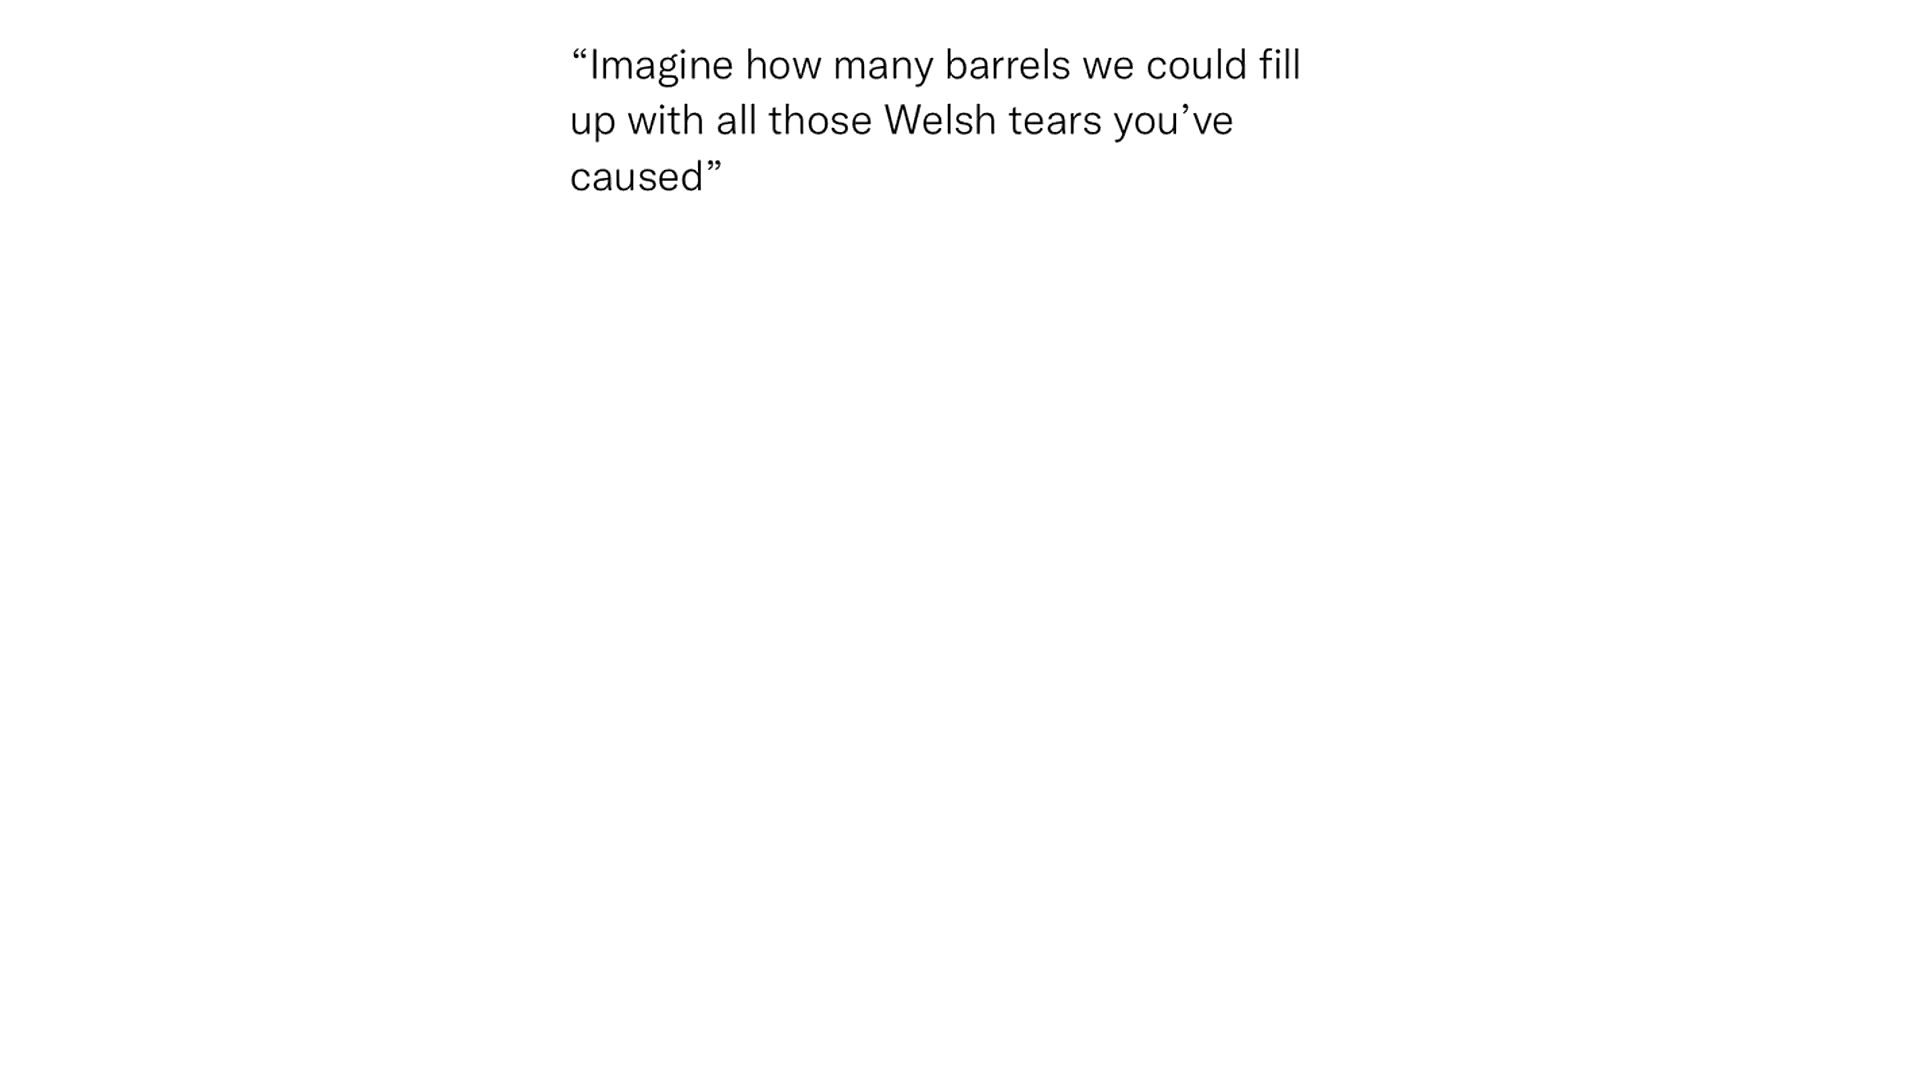 “Imagine how many barrels we could fill
up with all those Welsh tears you’ve
caused”